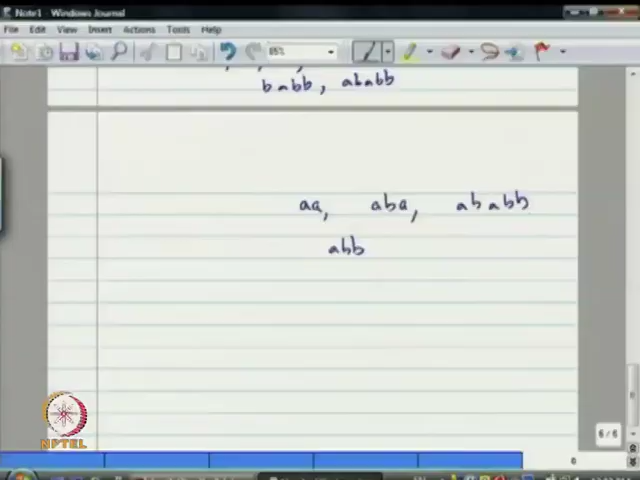 Note1 - Windows Journal
File Edit View Insert Actions Tools Help
85%
babb, ababb
aa, aba, ababb
abb
NPTEL
6/6